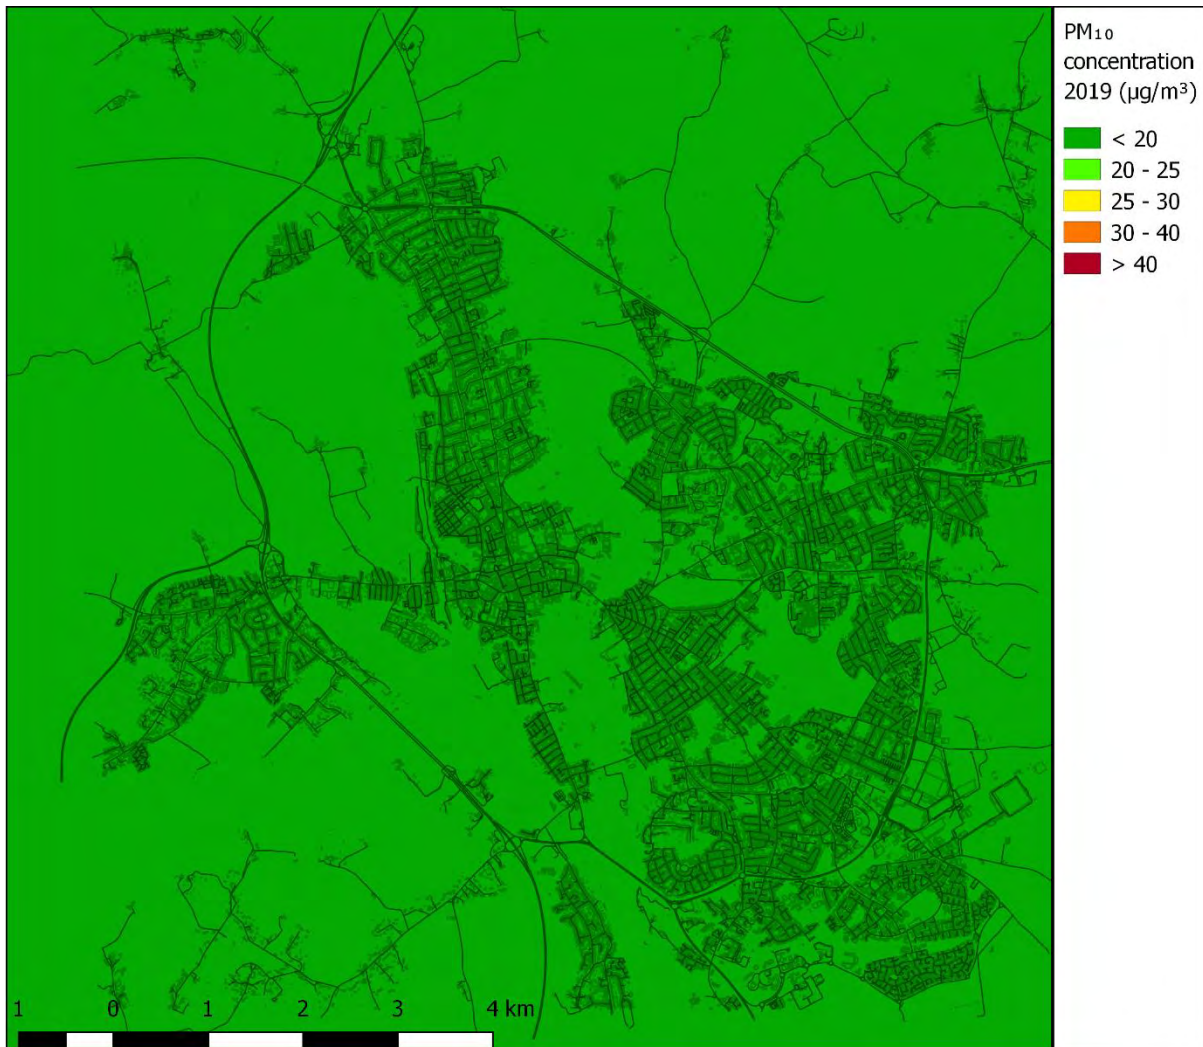 PM₁₀
concentration
2019 (µg/m³)
< 20
20 - 25
25 - 30
30 - 40
> 40
1 0 1 2 3 4 km